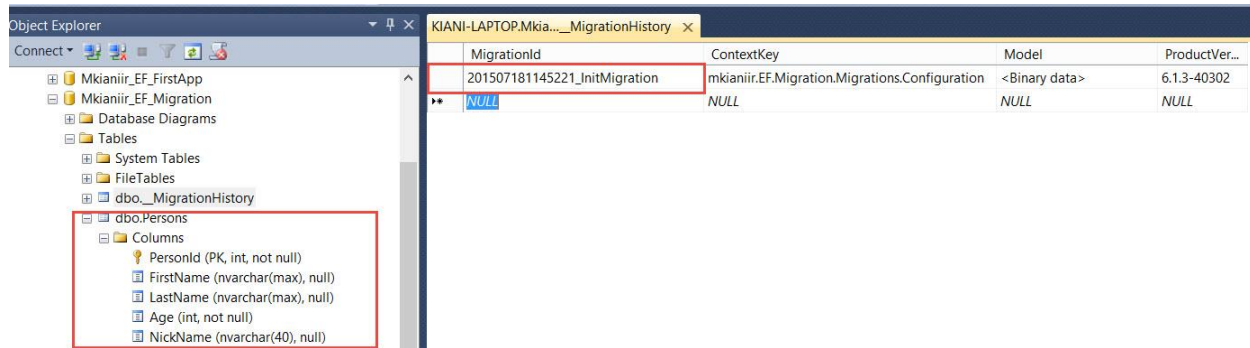 Object Explorer
Connect
Mkianiir_EF_FirstApp
Mkianiir_EF_Migration
Database Diagrams
Tables
System Tables
FileTables
dbo.__MigrationHistory
dbo.Persons
Columns
PersonId (PK, int, not null)
FirstName (nvarchar(max), null)
LastName (nvarchar(max), null)
Age (int, not null)
NickName (nvarchar(40), null)
KIANI-LAPTOP.Mkia...__MigrationHistory
MigrationId ContextKey Model ProductVer...
201507181145221_InitMigration mkianiir.EF.Migration.Migrations.Configuration <Binary data> 6.1.3-40302
NULL NULL NULL NULL